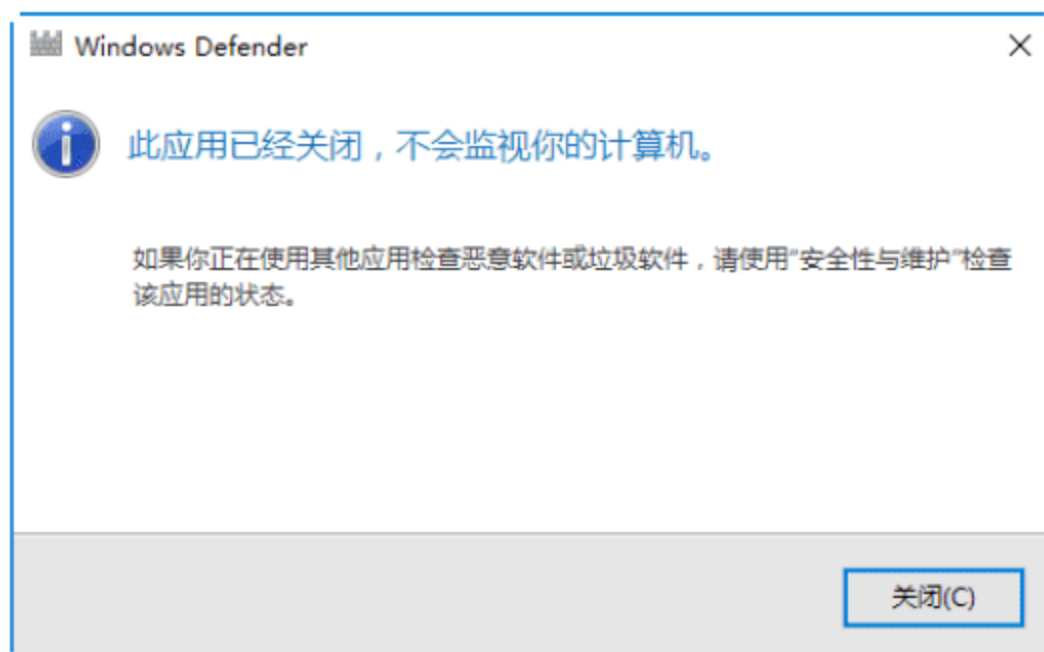 Windows Defender
此应用已经关闭，不会监视你的计算机。
如果你正在使用其他应用检查恶意软件或垃圾软件，请使用"安全性与维护"检查
该应用的状态。
关闭(C)